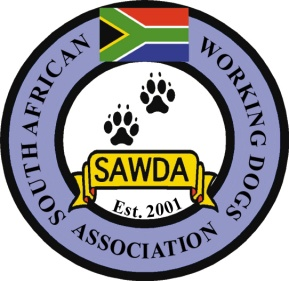 SOUTH AFRICAN WORKING DOGS
ASSOCIATION
SAWDA
Est. 2001